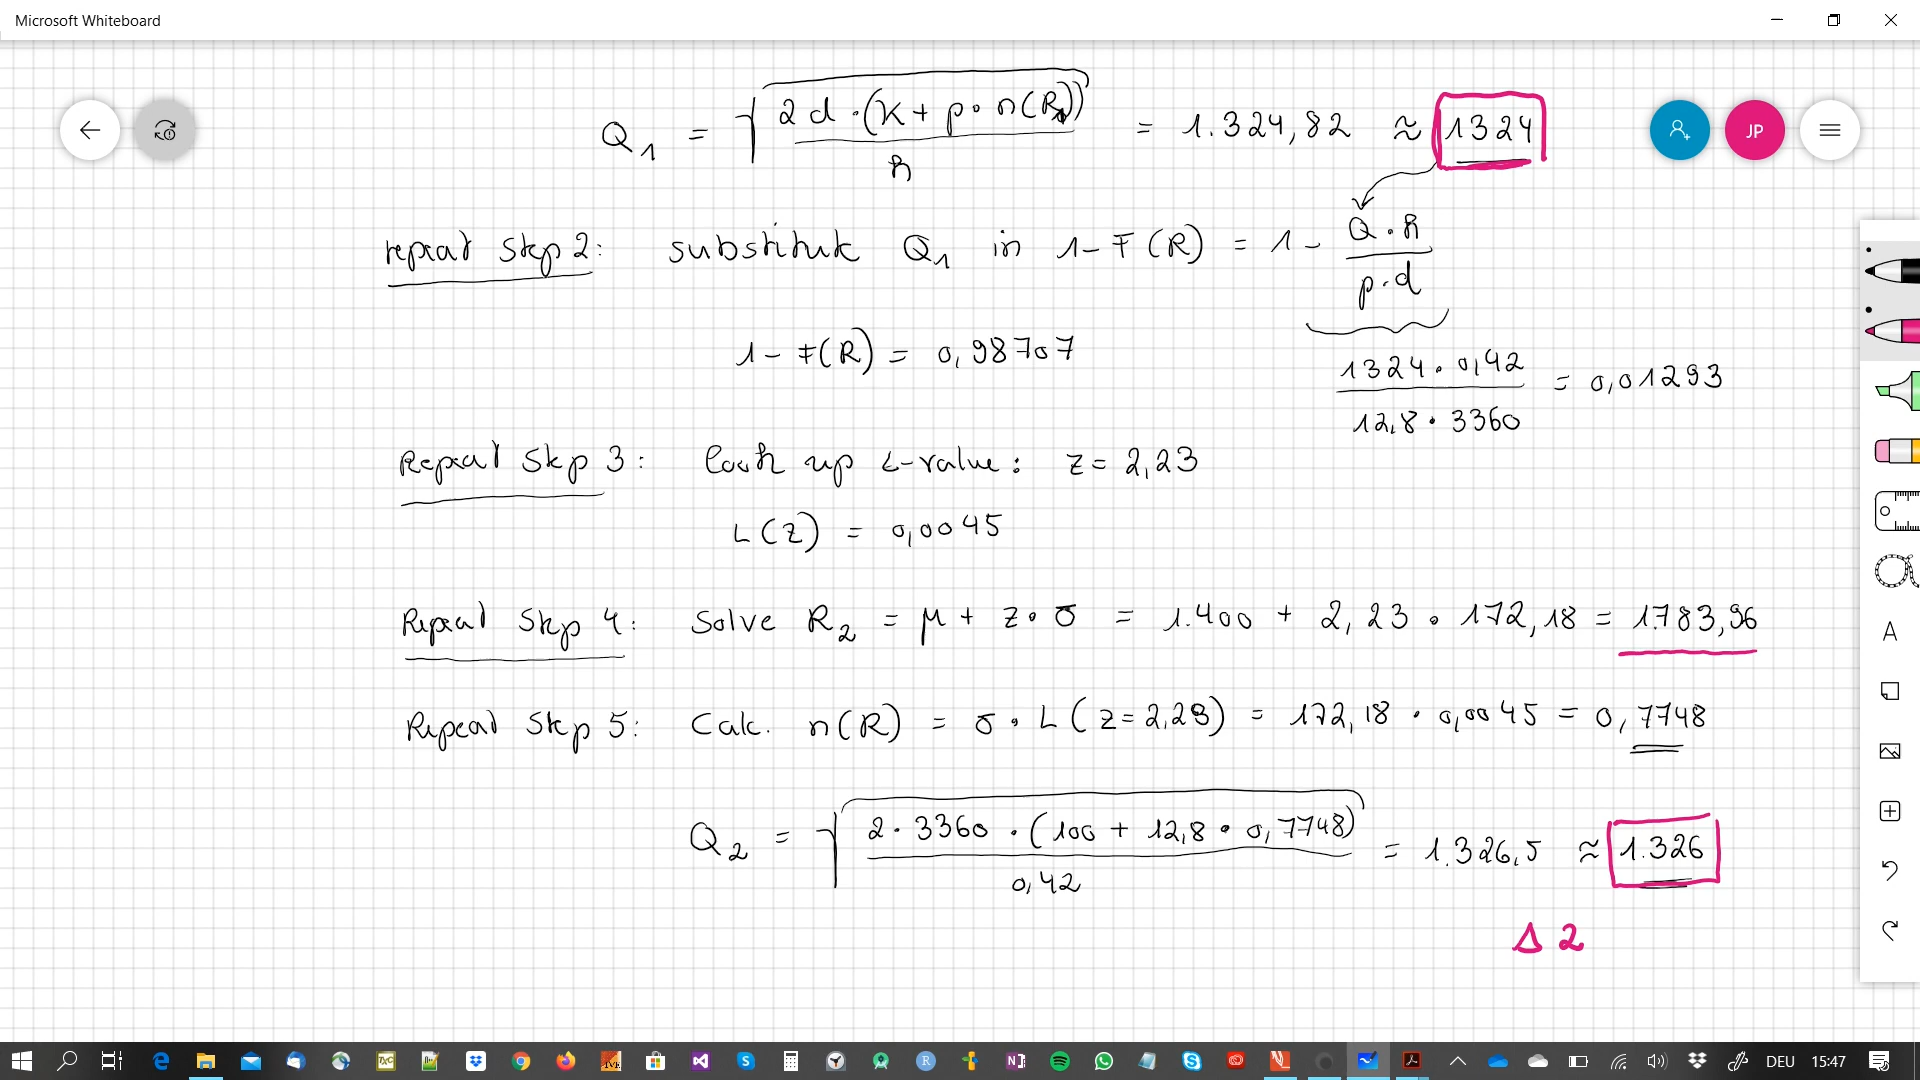 Microsoft Whiteboard
Q₁ = √(2d·(K + p·n(R₁))/h) = 1.324,82 ≈ 1324
JP
repeat Step 2: substitute Q₁ in 1-F(R) = 1 - Q·h/p·d
1-F(R) = 0,98707
1324·0,42/12,8·3360 = 0,01293
Repeat Step 3: look up z-value: z = 2,23
L(z) = 0,0045
Repeat Step 4: Solve R₂ = μ + z·σ = 1.400 + 2,23·172,18 = 1783,96
Repeat Step 5: Calc. n(R) = σ·L(z=2,23) = 172,18·0,0045 = 0,7748
Q₂ = √(2·3360·(100 + 12,8·0,7748)/0,42) = 1.326,5 ≈ 1.326
Δ 2
DEU 15:47